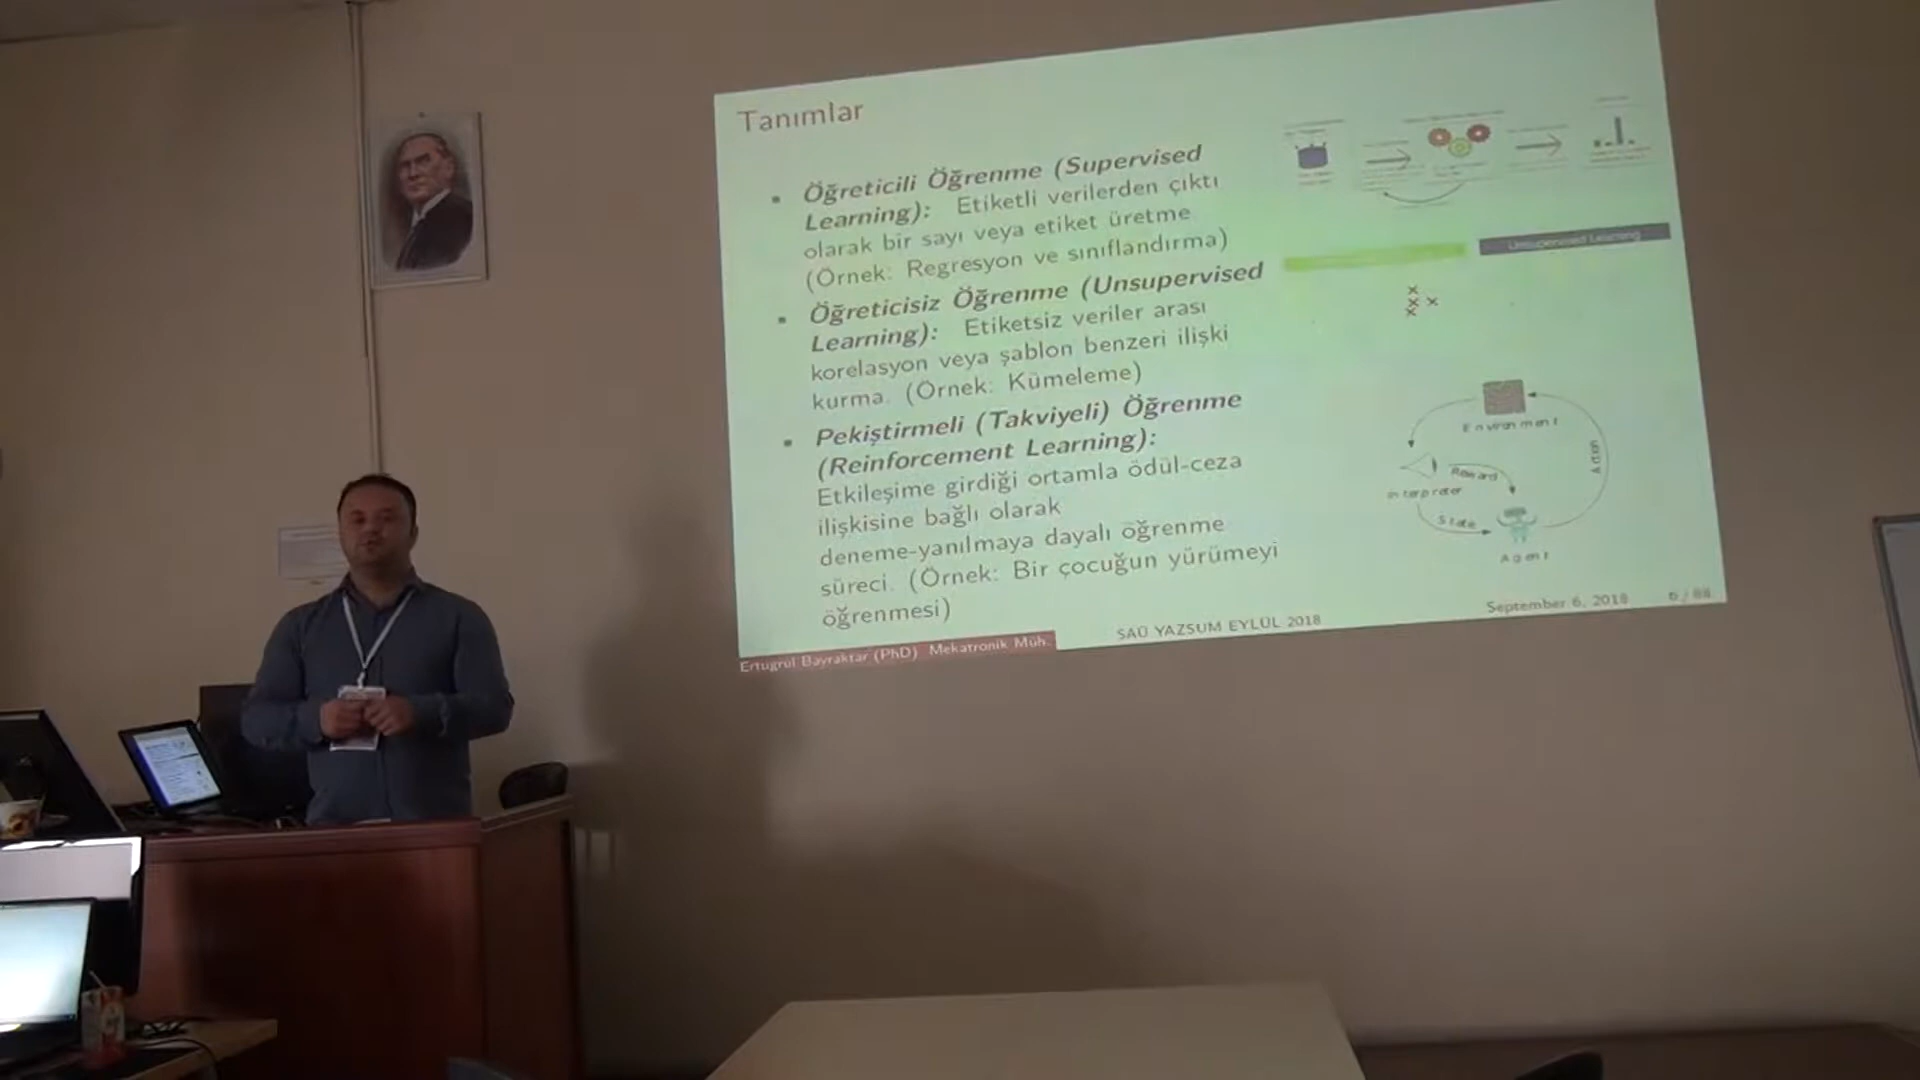 Tanımlar
Öğreticili Öğrenme (Supervised
Learning): Etiketli verilerden çıktı
olarak bir sayı veya etiket üretme
(Örnek: Regresyon ve sınıflandırma)
Öğreticisiz Öğrenme (Unsupervised
Learning): Etiketsiz veriler arası
korelasyon veya şablon benzeri ilişki
kurma. (Örnek: Kümeleme)
Pekiştirmeli (Takviyeli) Öğrenme
(Reinforcement Learning):
Etkileşime girdiği ortamla ödül-ceza
ilişkisine bağlı olarak
deneme-yanılmaya dayalı öğrenme
süreci. (Örnek: Bir çocuğun yürümeyi
öğrenmesi)
Unsupervised Learning
Environment
Reward
Interpreter
State
Agent
Ertugrul Bayraktar (PhD) Mekatronik Müh.
SAÜ YAZSUM EYLÜL 2018
September 6, 2018